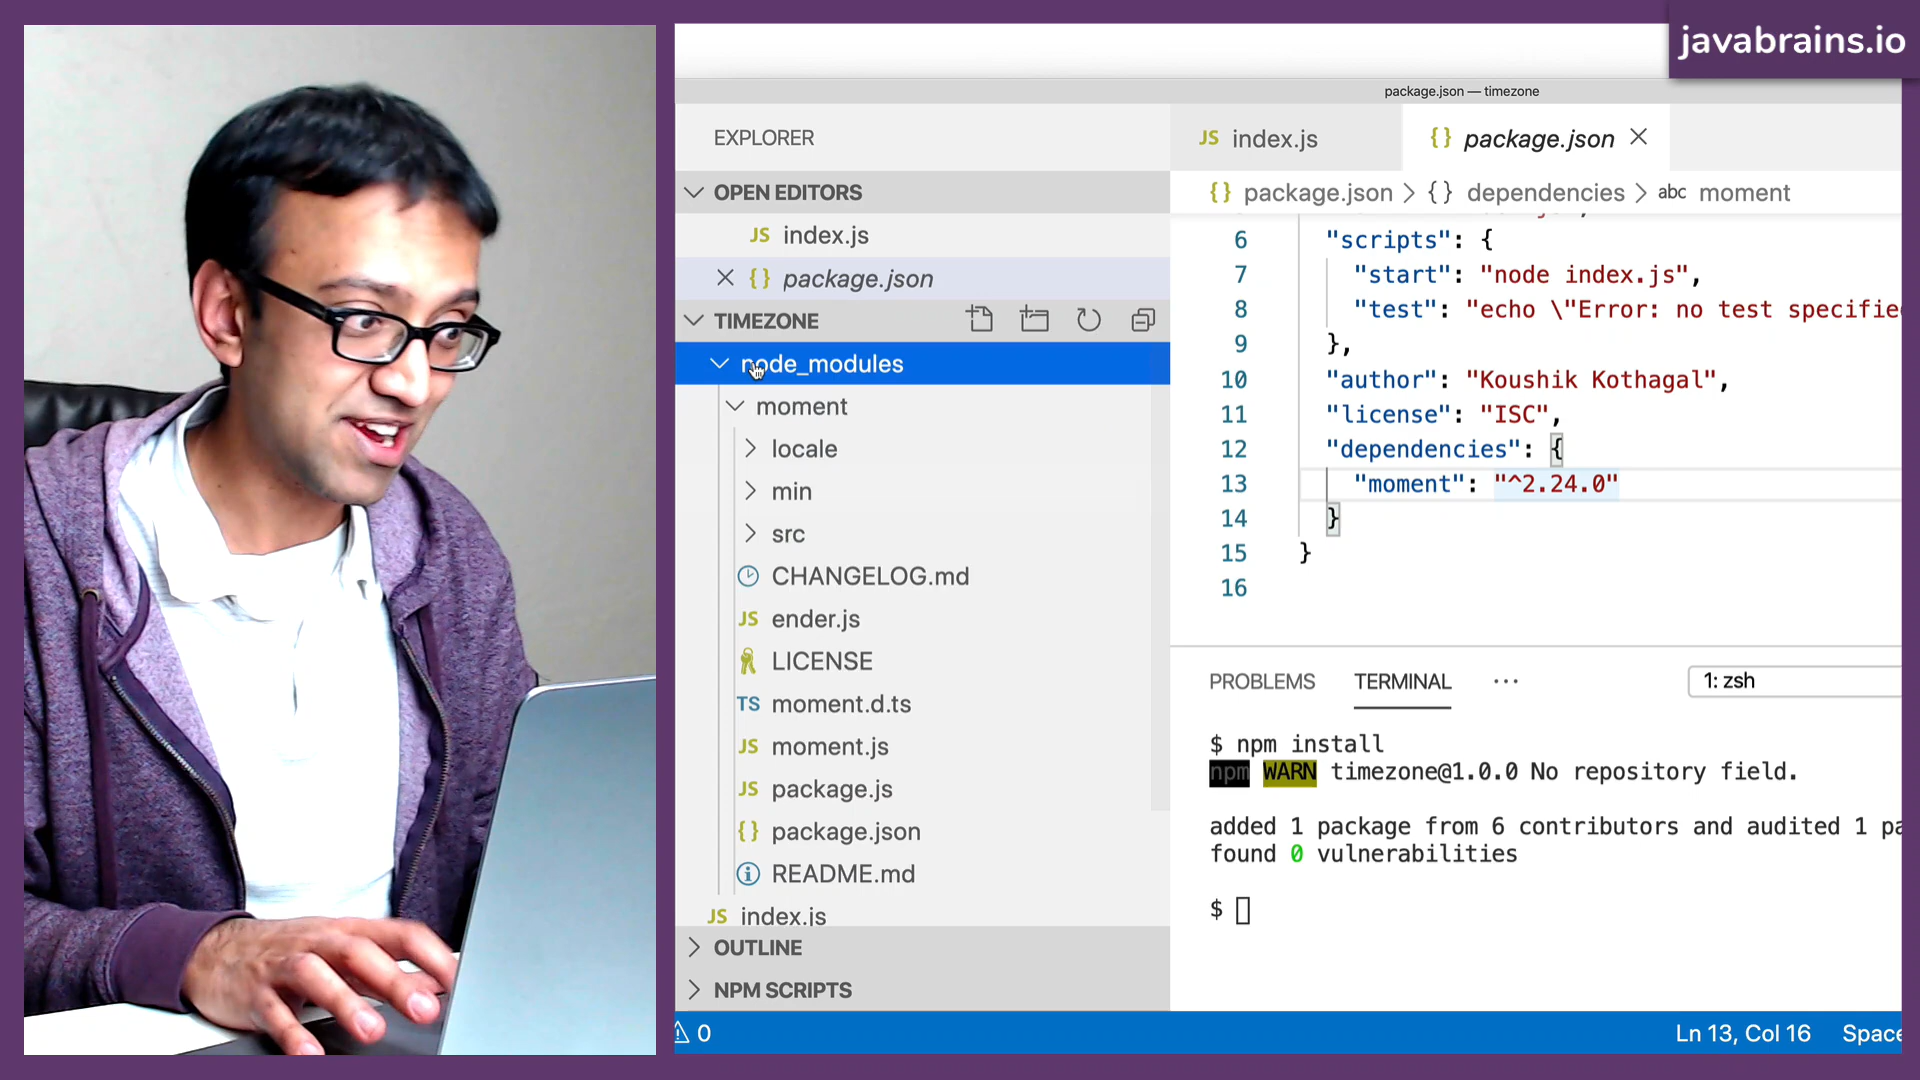 javabrains.io
package.json — timezone
EXPLORER
OPEN EDITORS
JS index.js
{} package.json
TIMEZONE
node_modules
moment
locale
min
src
CHANGELOG.md
JS ender.js
LICENSE
TS moment.d.ts
JS moment.js
JS package.js
{} package.json
README.md
JS index.js
OUTLINE
NPM SCRIPTS
0
JS index.js
{} package.json
{} package.json > {} dependencies > abc moment
6 "scripts": {
7 "start": "node index.js",
8 "test": "echo \"Error: no test specifie
9 },
10 "author": "Koushik Kothagal",
11 "license": "ISC",
12 "dependencies": {
13 "moment": "^2.24.0"
14 }
15 }
16
PROBLEMS TERMINAL ··· 1: zsh
$ npm install
npm WARN timezone@1.0.0 No repository field.
added 1 package from 6 contributors and audited 1 pa
found 0 vulnerabilities
$
Ln 13, Col 16 Space